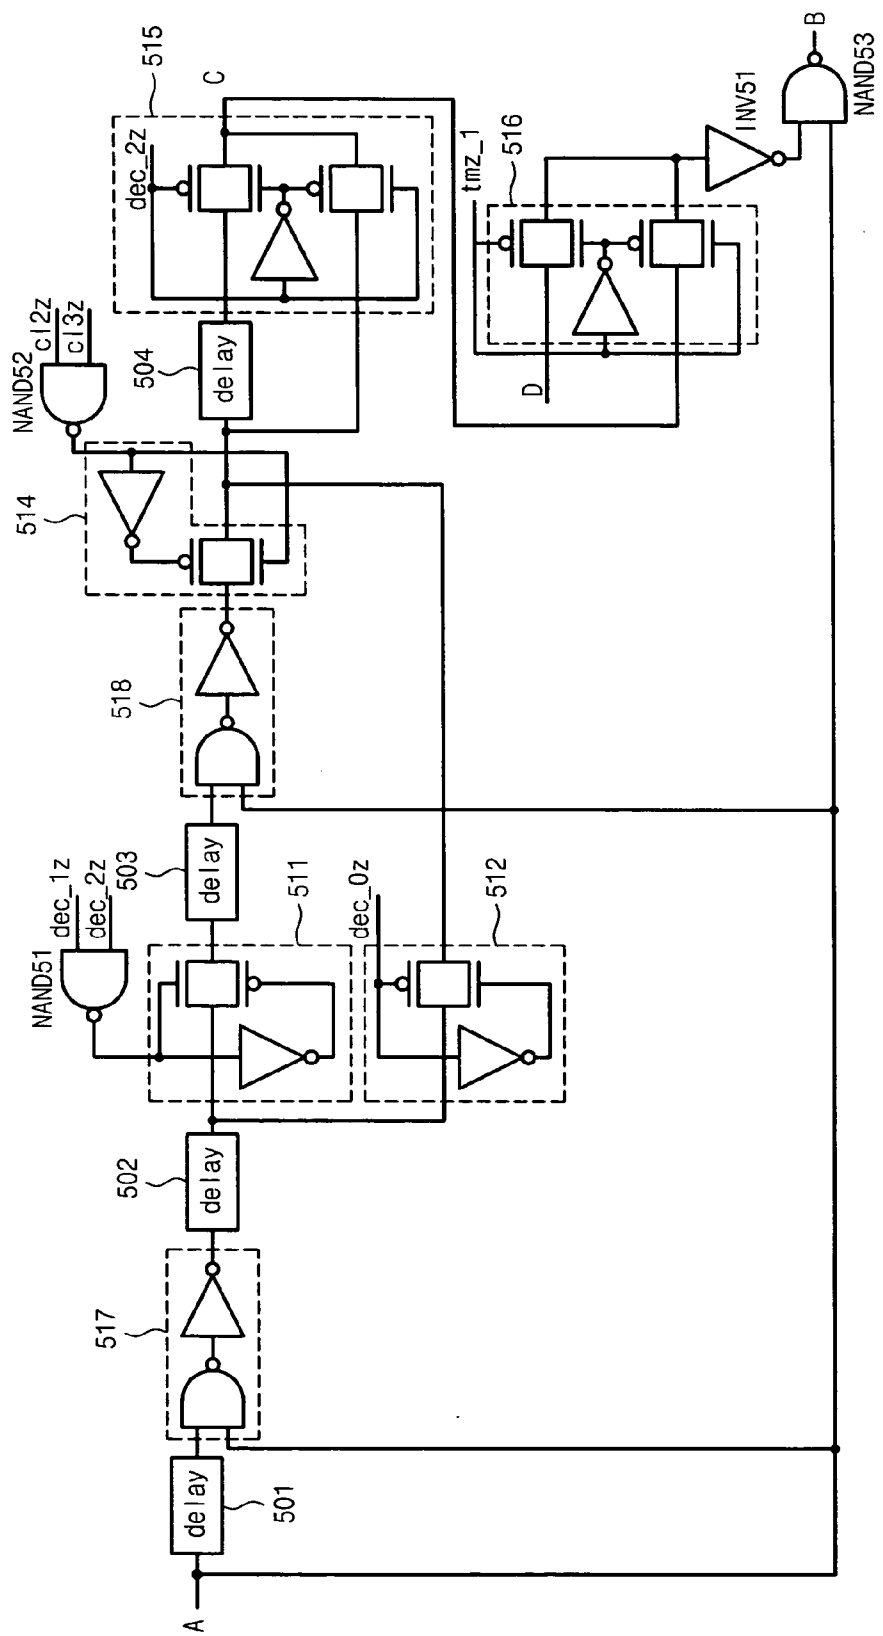 A
delay
501
517
delay
502
NAND51
dec_1z
dec_2z
511
dec_0z
512
delay
503
518
514
NAND52
cl2z
cl3z
delay
504
dec_2z
515
C
D
tmz_1
516
INV51
NAND53
B